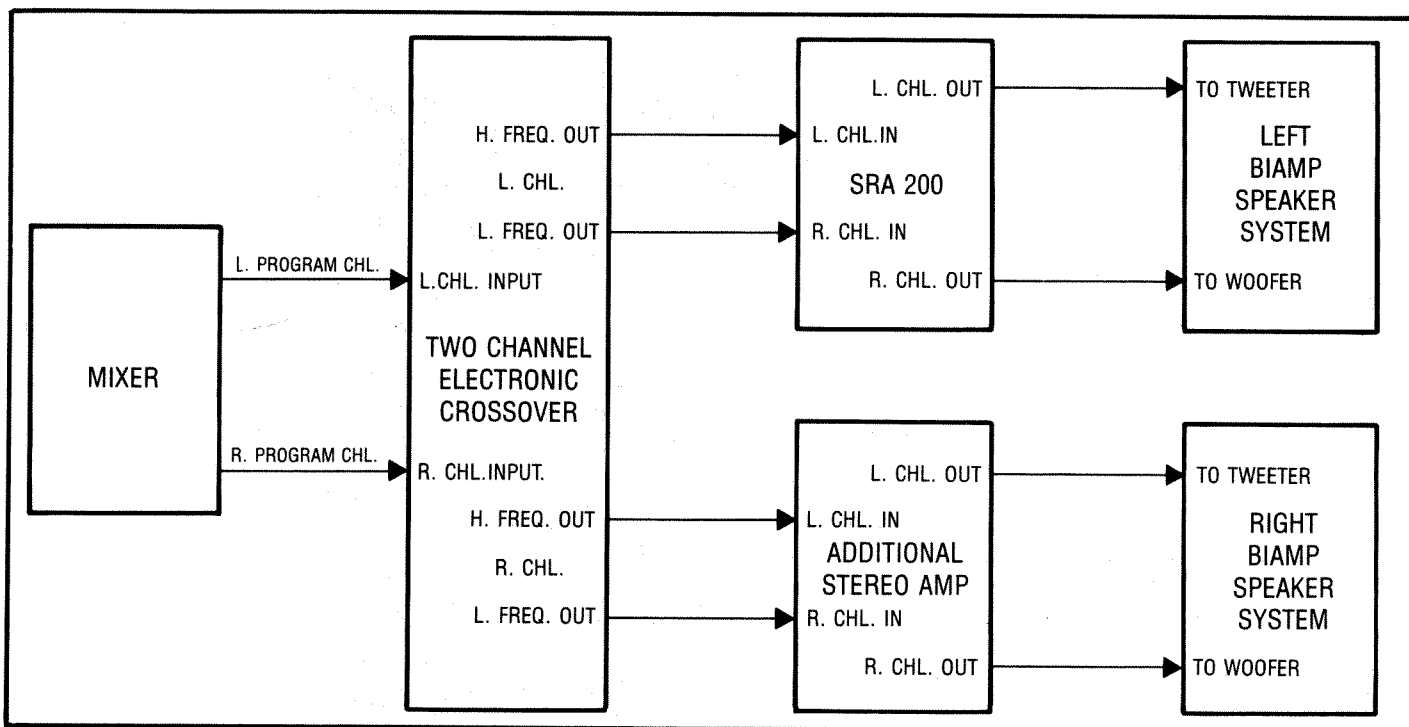 MIXER
L. PROGRAM CHL.
R. PROGRAM CHL.
H. FREQ. OUT
L. CHL.
L. FREQ. OUT
L.CHL. INPUT
TWO CHANNEL
ELECTRONIC
CROSSOVER
R. CHL.INPUT.
H. FREQ. OUT
R. CHL.
L. FREQ. OUT
L. CHL. OUT
L. CHL.IN
SRA 200
R. CHL. IN
R. CHL. OUT
TO TWEETER
LEFT
BIAMP
SPEAKER
SYSTEM
TO WOOFER
L. CHL. OUT
L. CHL. IN
ADDITIONAL
STEREO AMP
R. CHL. IN
R. CHL. OUT
TO TWEETER
RIGHT
BIAMP
SPEAKER
SYSTEM
TO WOOFER